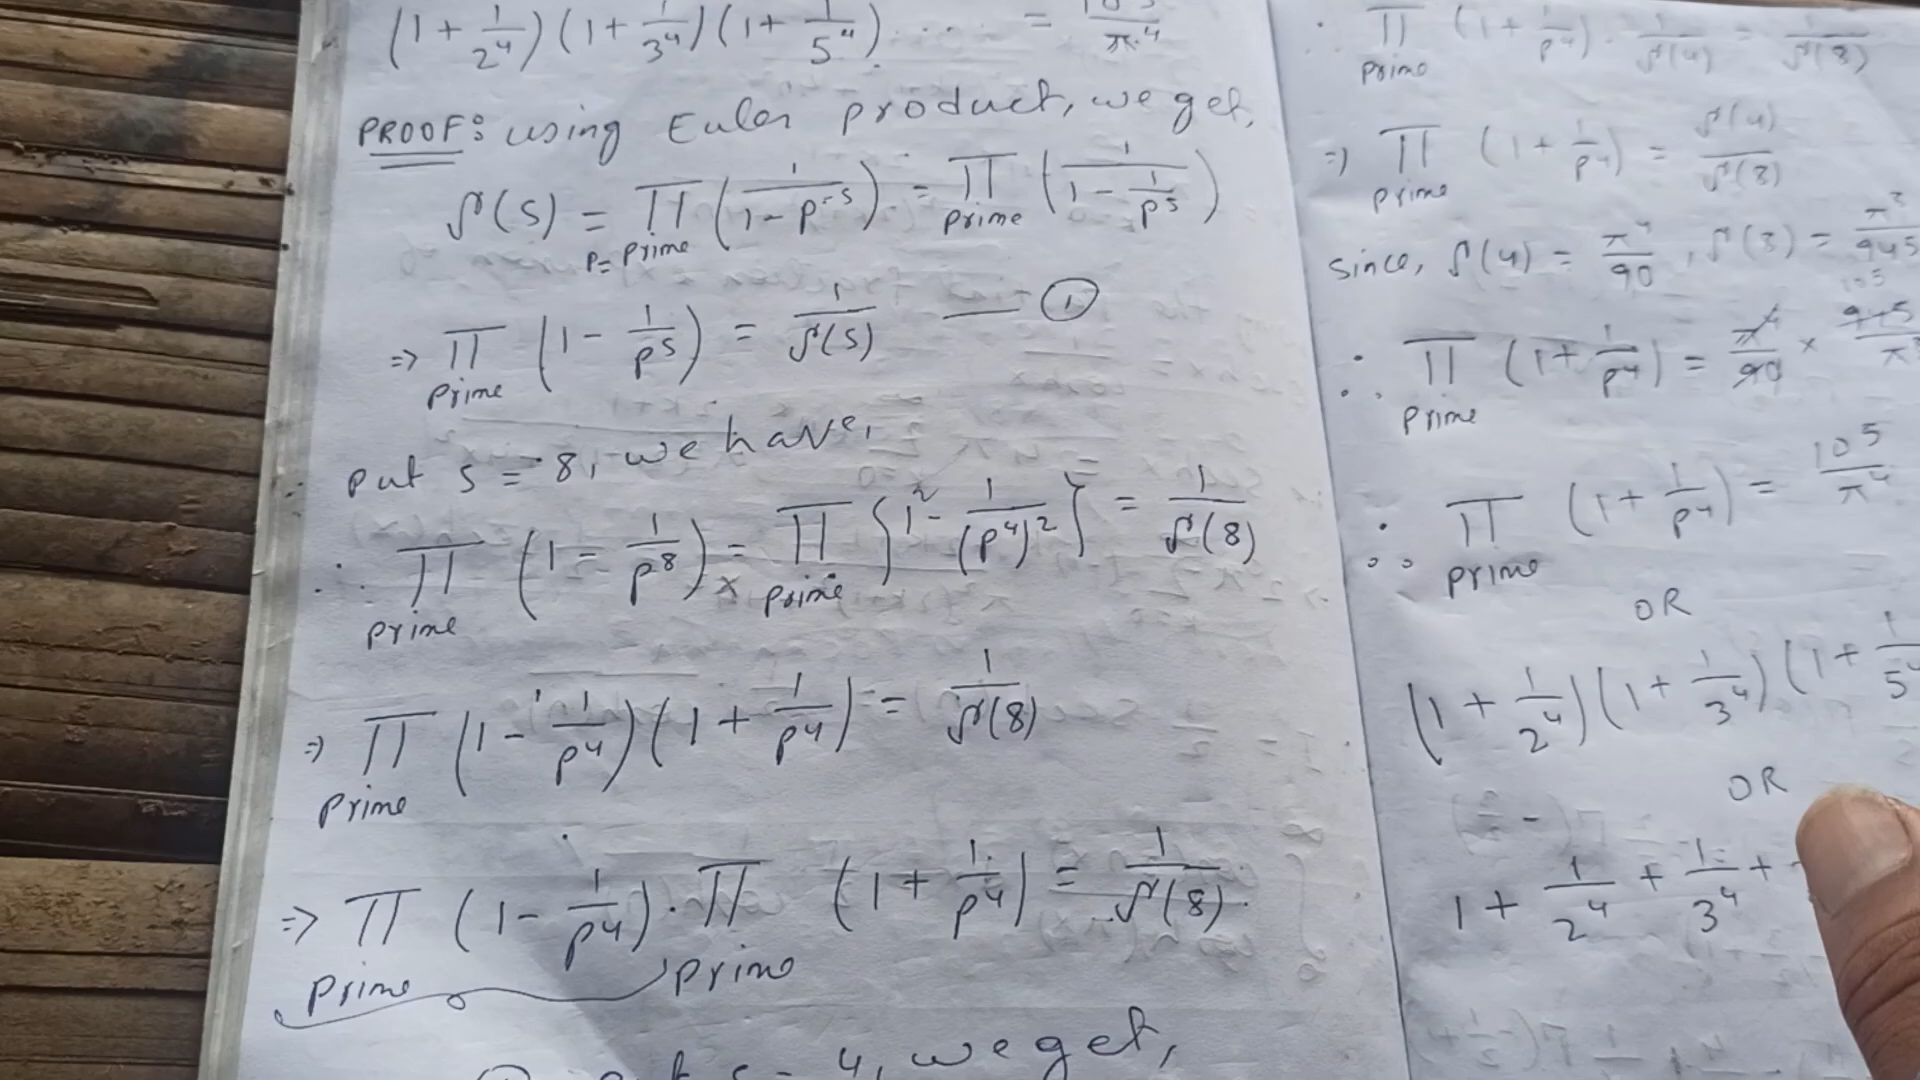 (1 + 1/2⁴) (1 + 1/3⁴) (1 + 1/5⁴) ... = 105/π⁴
PROOF: using Euler product, we get,
ζ(s) = ∏_{p=prime} (1/(1 - p^-s)) = ∏_{prime} (1/(1 - 1/p^s))
=> ∏_{prime} (1 - 1/p^s) = 1/ζ(s) — ①
put s = 8, we have,
∴ ∏_{prime} (1 - 1/p⁸) = ∏_{prime} {1² - 1/(p⁴)²} = 1/ζ(8)
=> ∏_{prime} (1 - 1/p⁴) (1 + 1/p⁴) = 1/ζ(8)
=> ∏_{prime} (1 - 1/p⁴) . ∏_{prime} (1 + 1/p⁴) = 1/ζ(8).
4, we get,
∏_{prime} (1 + 1/p⁴) . 1/ζ(4) = 1/ζ(8)
=> ∏_{prime} (1 + 1/p⁴) = ζ(4)/ζ(8)
since, ζ(4) = π⁴/90 , ζ(8) = π⁸/945
∴ ∏_{prime} (1 + 1/p⁴) = π⁴/90 × 945/π
105
∴ ∏_{prime} (1 + 1/p⁴) = 105/π⁴
OR
(1 + 1/2⁴) (1 + 1/3⁴) (1 + 1/5⁴
OR
1 + 1/2⁴ + 1/3⁴ +